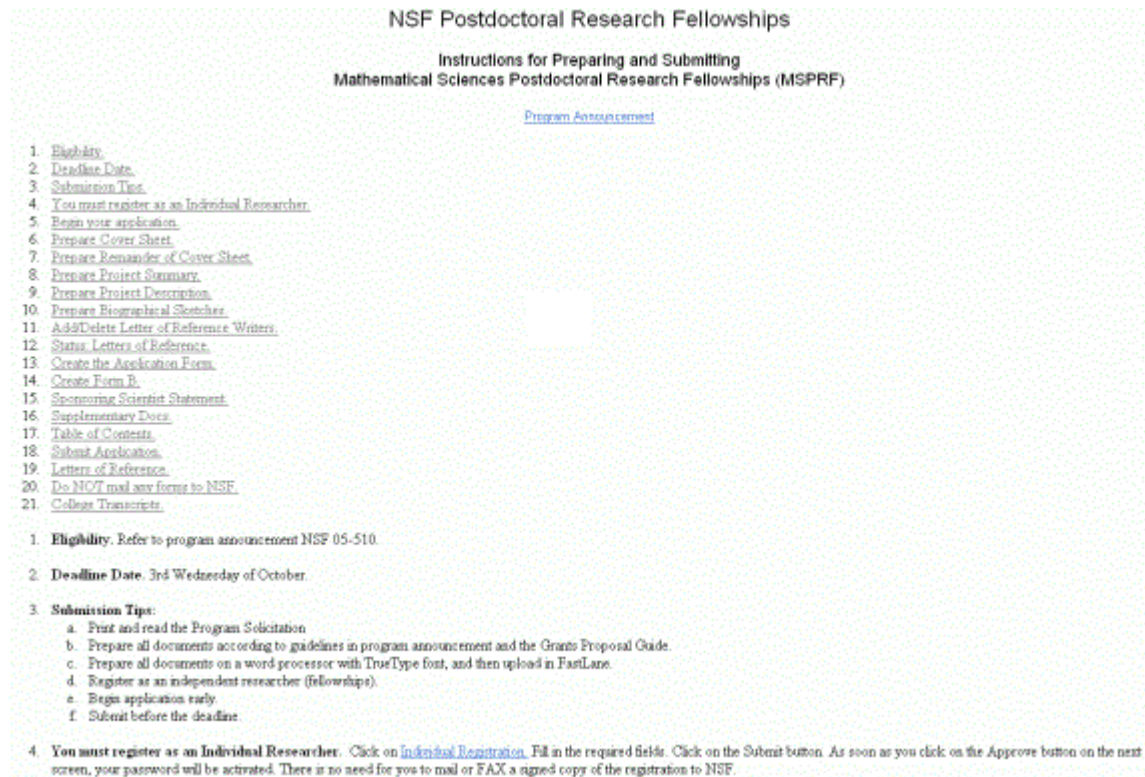 NSF Postdoctoral Research Fellowships
Instructions for Preparing and Submitting
Mathematical Sciences Postdoctoral Research Fellowships (MSPRF)
Program Announcement
1. Eligibility.
2. Deadline Date.
3. Submission Tips.
4. You must register as an Individual Researcher.
5. Begin your application.
6. Prepare Cover Sheet.
7. Prepare Remainder of Cover Sheet.
8. Prepare Project Summary.
9. Prepare Project Description.
10. Prepare Biographical Sketches.
11. Add/Delete Letter of Reference Writers.
12. Status: Letters of Reference.
13. Create the Application Form.
14. Create Form B.
15. Sponsoring Scientist Statement.
16. Supplementary Docs.
17. Table of Contents.
18. Submit Application.
19. Letters of Reference.
20. Do NOT mail any forms to NSF.
21. College Transcripts.
1. Eligibility. Refer to program announcement NSF 05-510.
2. Deadline Date. 3rd Wednesday of October.
3. Submission Tips:
a. Print and read the Program Solicitation
b. Prepare all documents according to guidelines in program announcement and the Grants Proposal Guide.
c. Prepare all documents on a word processor with TrueType font, and then upload in FastLane.
d. Register as an independent researcher (fellowships).
e. Begin application early.
f. Submit before the deadline.
4. You must register as an Individual Researcher. Click on Individual Registration. Fill in the required fields. Click on the Submit button. As soon as you click on the Approve button on the next
screen, your password will be activated. There is no need for you to mail or FAX a signed copy of the registration to NSF.